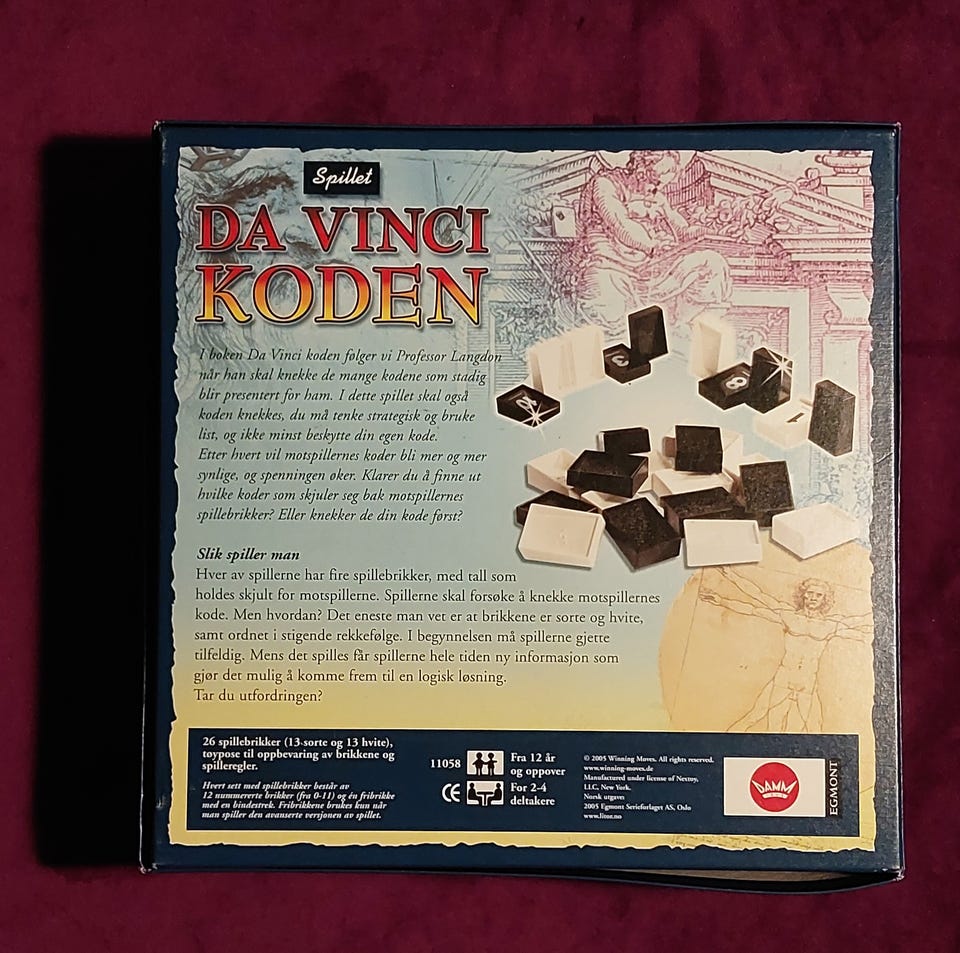 Spillet
DA VINCI
KODEN
I boken Da Vinci koden følger vi Professor Langdon
når han skal knekke de mange kodene som stadig
blir presentert for ham. I dette spillet skal også
koden knekkes, du må tenke strategisk og bruke
list, og ikke minst beskytte din egen kode.
Etter hvert vil motspillernes koder bli mer og mer
synlige, og spenningen øker. Klarer du å finne ut
hvilke koder som skjuler seg bak motspillernes
spillebrikker? Eller knekker de din kode først?
Slik spiller man
Hver av spillerne har fire spillebrikker, med tall som
holdes skjult for motspillerne. Spillerne skal forsøke å knekke motspillernes
kode. Men hvordan? Det eneste man vet er at brikkene er sorte og hvite,
samt ordnet i stigende rekkefølge. I begynnelsen må spillerne gjette
tilfeldig. Mens det spilles får spillerne hele tiden ny informasjon som
gjør det mulig å komme frem til en logisk løsning.
Tar du utfordringen?
26 spillebrikker (13-sorte og 13 hvite),
tøypose til oppbevaring av brikkene og
spilleregler.
Hvert sett med spillebrikker består av
12 nummererte brikker (fra 0-11) og én fribrikke
med en bindestrek. Fribrikkene brukes kun når
man spiller den avanserte versjonen av spillet.
11058
CE
Fra 12 år
og oppover
For 2-4
deltakere
© 2005 Winning Moves. All rights reserved.
www.winning-moves.de
Manufactured under license of Nextoy,
LLC, New York.
Norsk utgave:
2005 Egmont Serieforlaget AS, Oslo
www.litor.no
DAMM
EGMONT